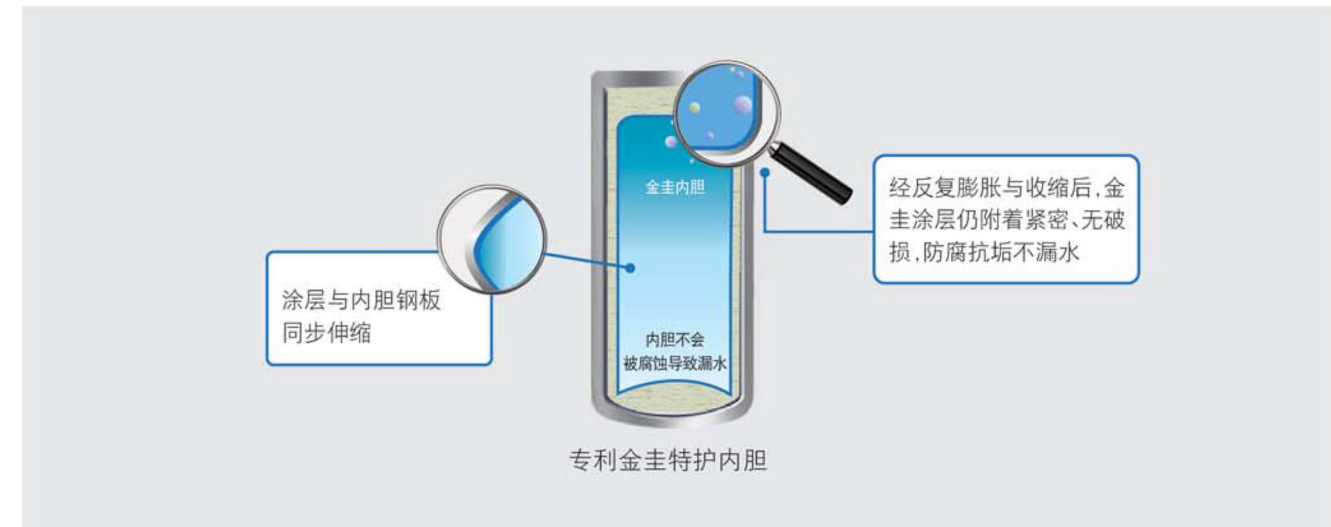 金圭内胆
经反复膨胀与收缩后,金
圭涂层仍附着紧密、无破
损,防腐抗垢不漏水
涂层与内胆钢板
同步伸缩
内胆不会
被腐蚀导致漏水
专利金圭特护内胆